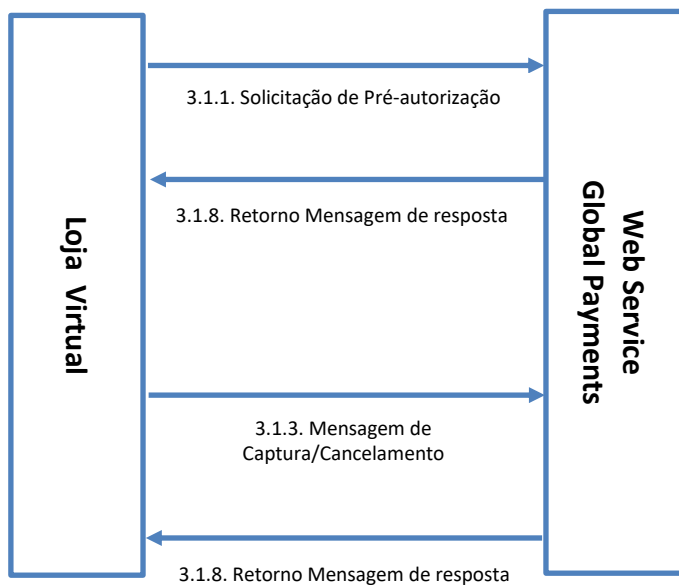 3.1.1. Solicitação de Pré-autorização
3.1.8. Retorno Mensagem de resposta
Loja Virtual
Web Service
Global Payments
3.1.3. Mensagem de
Captura/Cancelamento
3.1.8. Retorno Mensagem de resposta